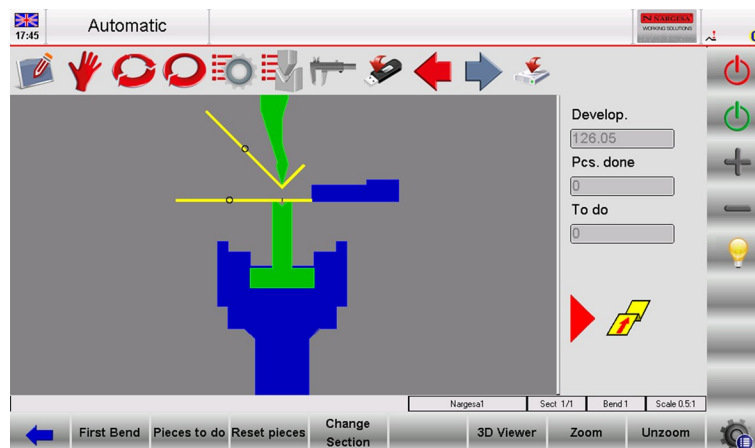 17:45
Automatic
N NARGESA
WORKING SOLUTIONS
Develop.
126.05
Pcs. done
0
To do
0
Nargesa1
Sect 1/1
Bend 1
Scale 0.5:1
First Bend
Pieces to do
Reset pieces
Change
Section
3D Viewer
Zoom
Unzoom